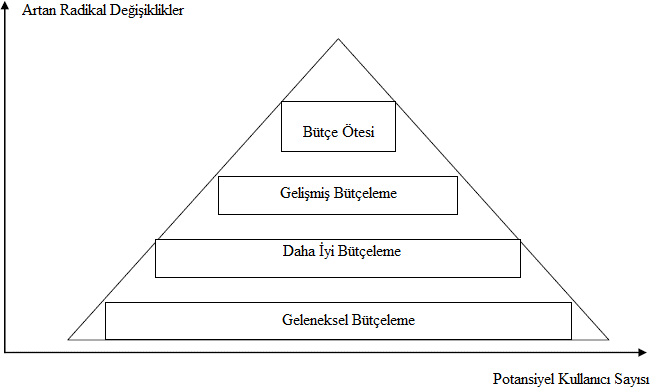 Artan Radikal Değişiklikler
Bütçe Ötesi
Gelişmiş Bütçeleme
Daha İyi Bütçeleme
Geleneksel Bütçeleme
Potansiyel Kullanıcı Sayısı